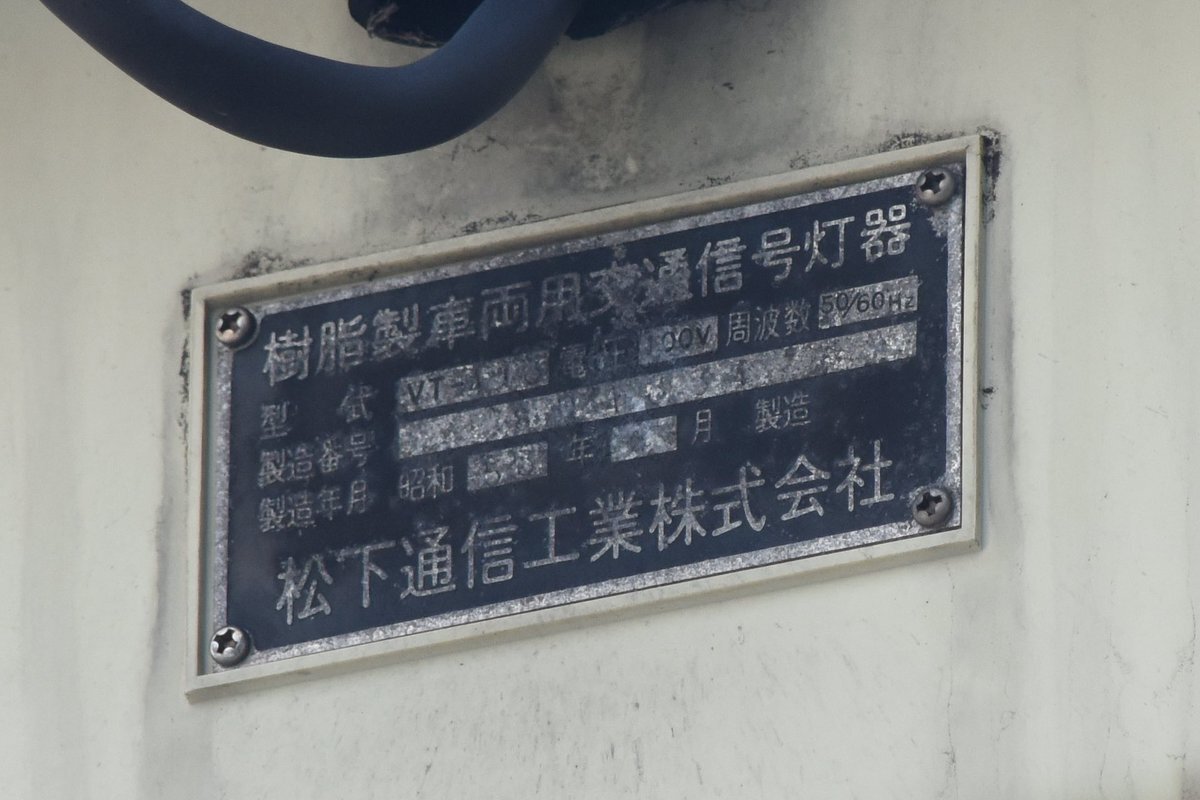 樹脂製車両用交通信号灯器
型式 VT 電圧 100V 周波数 50/60Hz
製造番号
製造年月 昭和 年 月 製造
松下通信工業株式会社